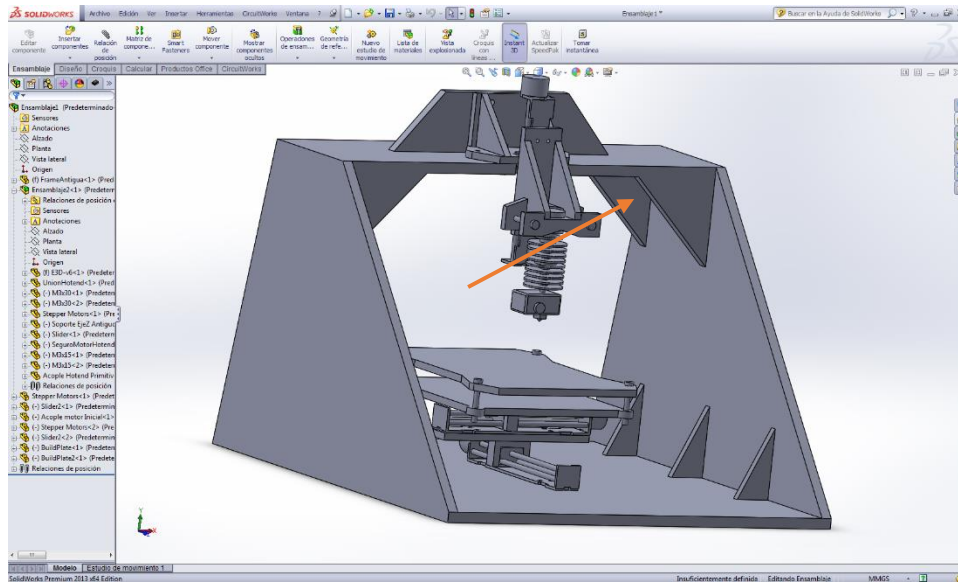 SOLIDWORKS Archivo Edición Ver Insertar Herramientas CircuitWorks Ventana ? Ensamblaje1 * Buscar en la Ayuda de SolidWorks
Editar componente
Insertar componentes
Relación de posición
Matriz de compone...
Smart Fasteners
Mover componente
Mostrar componentes ocultos
Operaciones de ensam...
Geometría de refe...
Nuevo estudio de movimiento
Lista de materiales
Vista explosionada
Croquis con líneas ...
Instant 3D
Actualizar SpeedPak
Tomar instantánea
Ensamblaje Diseño Croquis Calcular Productos Office CircuitWorks
Ensamblaje1 (Predeterminado
Sensores
Anotaciones
Alzado
Planta
Vista lateral
Origen
(f) FrameAntigua<1> (Pred
Ensamblaje2<1> (Predeterm
Relaciones de posición
Sensores
Anotaciones
Alzado
Planta
Vista lateral
Origen
(f) E3D-v6<1> (Predeter
UnionHotend<1> (Pred
(-) M3x30<1> (Predeten
(-) M3x30<2> (Predeten
Stepper Motors<1> (Pre
(-) Soporte EjeZ Antiguo
(-) Slider<1> (Predeterm
(-) SeguroMotorHotend
(-) M3x15<1> (Predeten
(-) M3x15<2> (Predeten
Acople Hotend Primitiv
Relaciones de posición
Stepper Motors<1> (Predet
(-) Slider2<1> (Predetermin
(-) Acople motor Inicial<1>
(-) Stepper Motors<2> (Pre
(-) Slider2<2> (Predetermin
(-) BuildPlate<1> (Predeten
(-) BuildPlate2<1> (Predete
Relaciones de posición
Y
X
Modelo Estudio de movimiento 1
SolidWorks Premium 2013 x64 Edition Insuficientemente definida Editando Ensamblaje MMGS